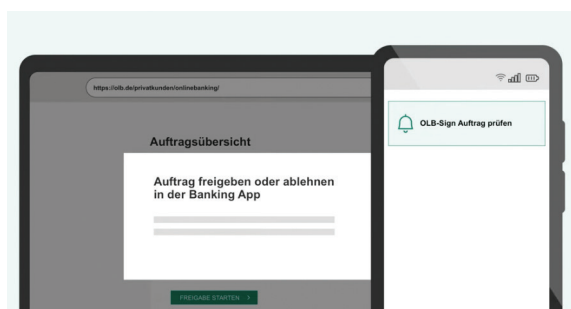 https://olb.de/privatkunden/onlinebanking/
Auftragsübersicht
Auftrag freigeben oder ablehnen
in der Banking App
FREIGABE STARTEN >
OLB-Sign Auftrag prüfen